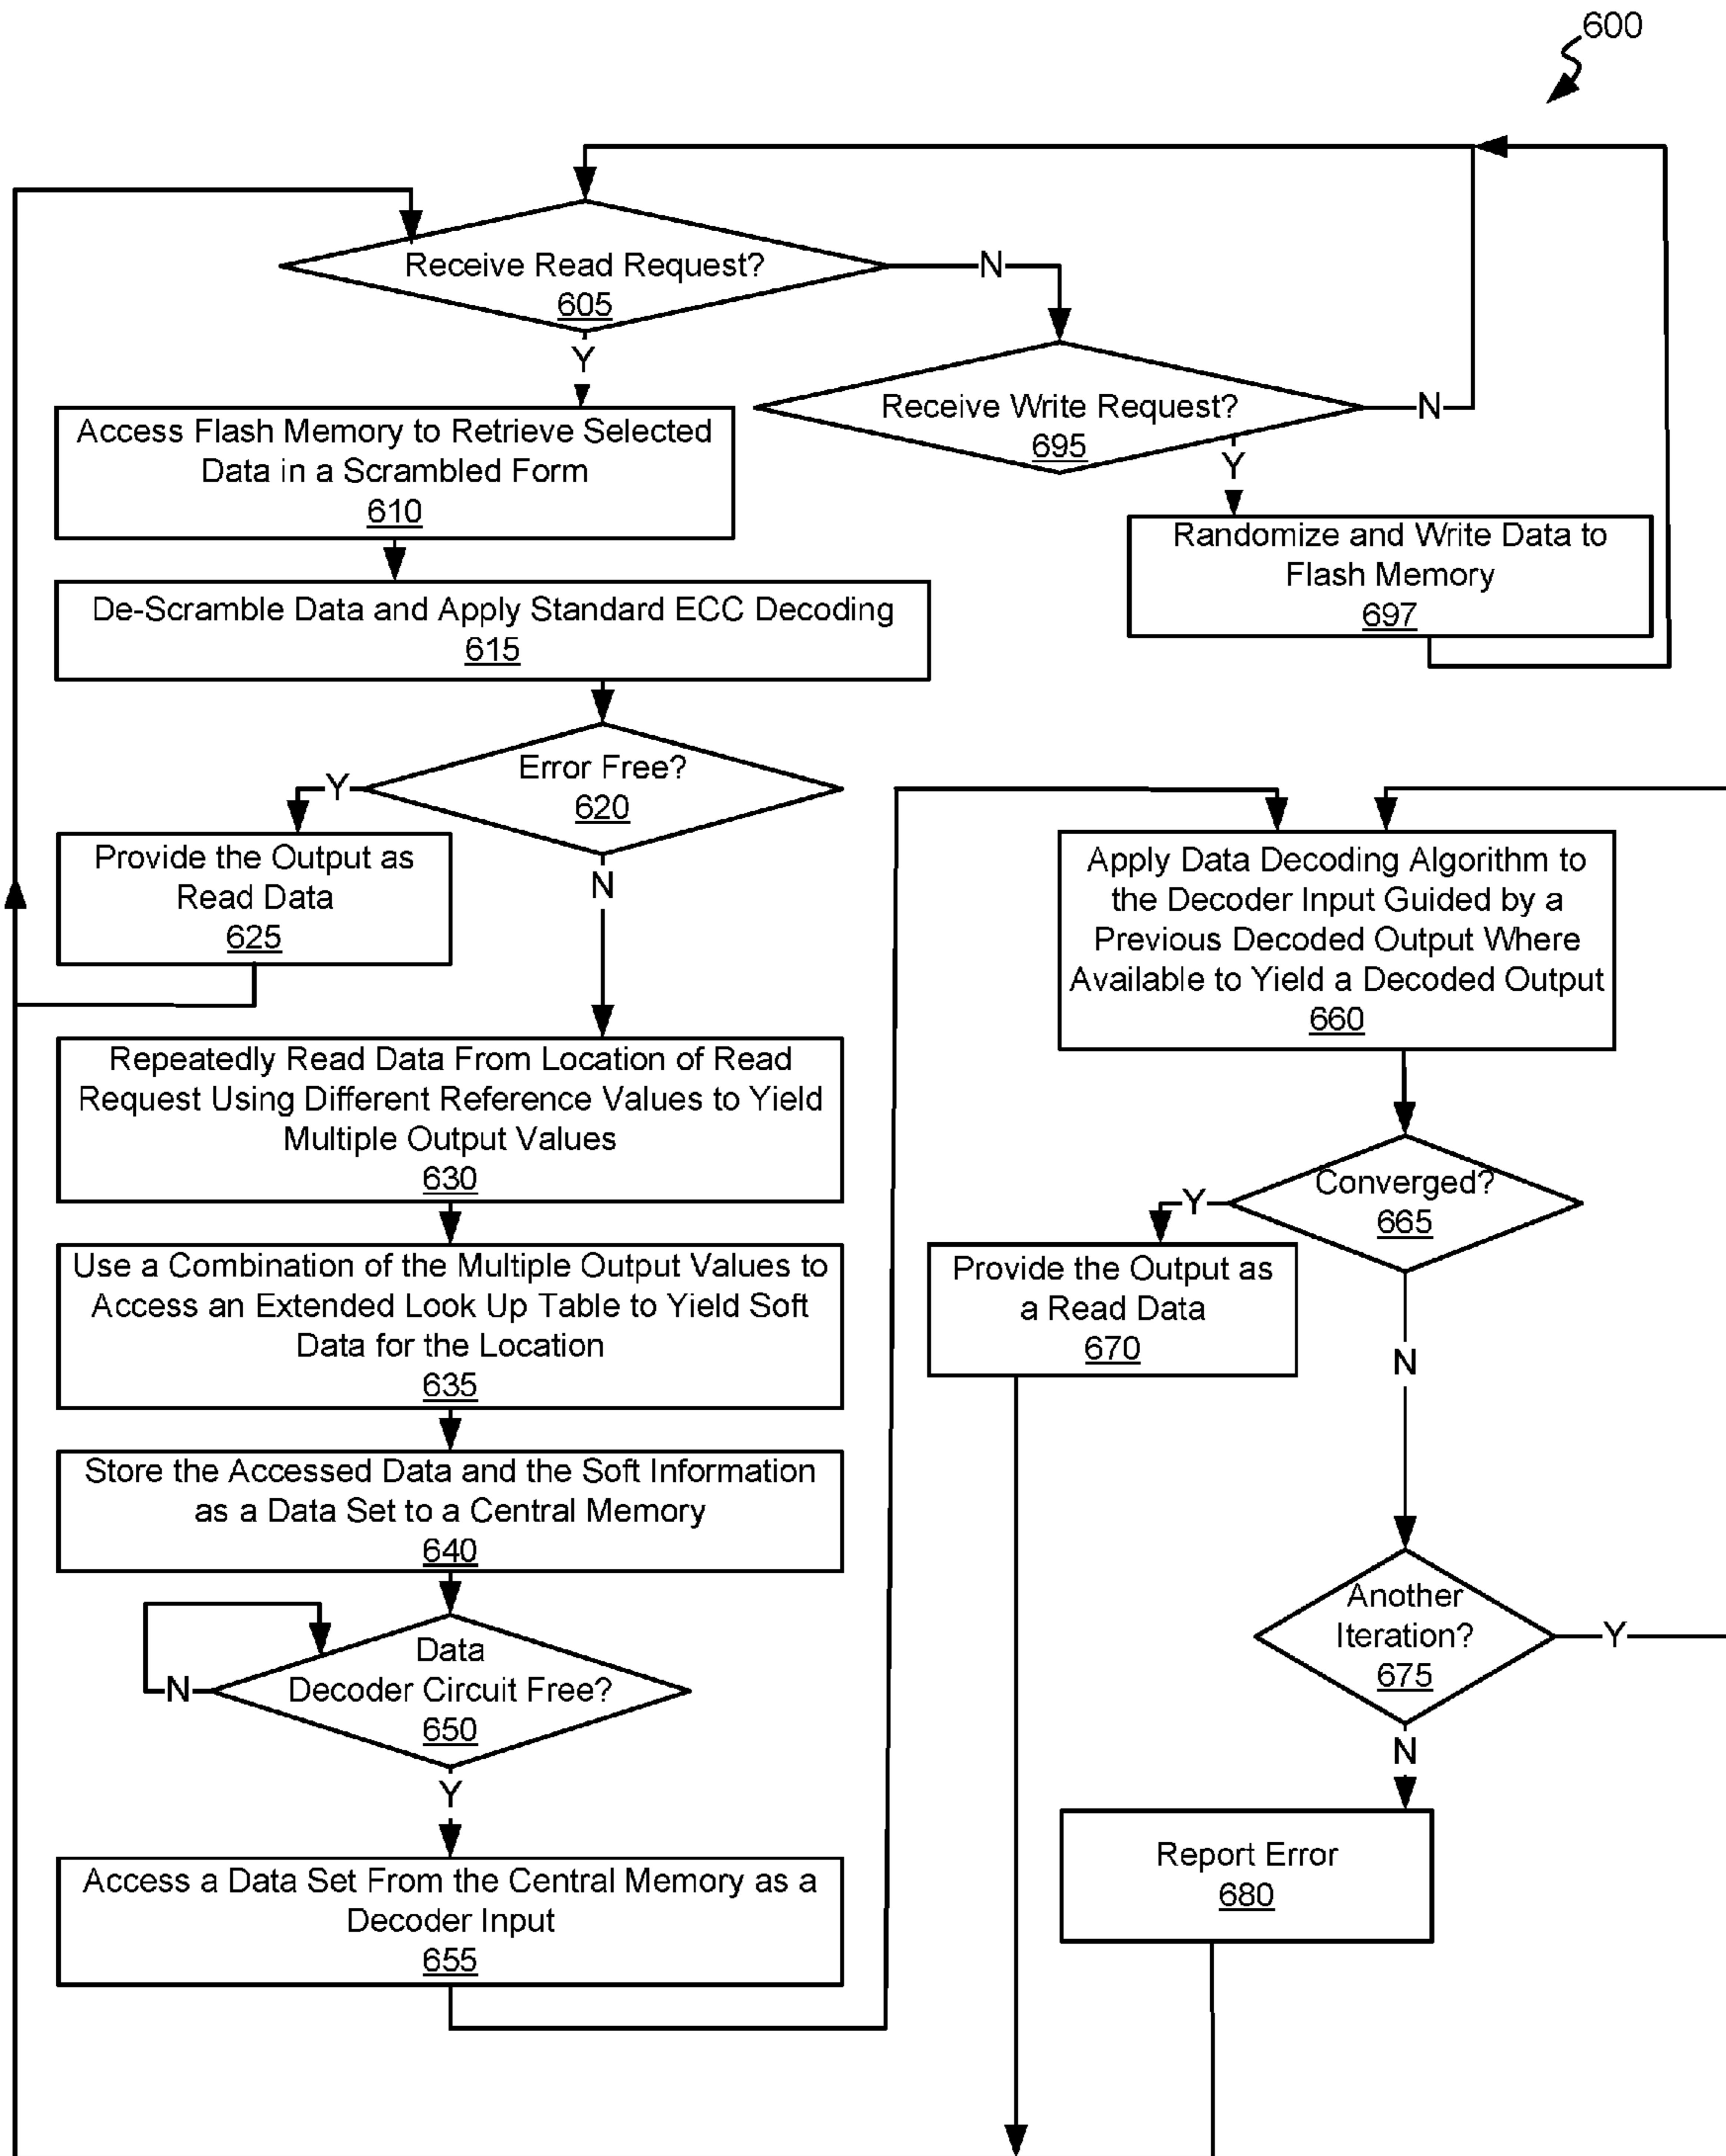 600
Receive Read Request?
605
N
Y
Receive Write Request?
695
N
Y
Access Flash Memory to Retrieve Selected
Data in a Scrambled Form
610
Randomize and Write Data to
Flash Memory
697
De-Scramble Data and Apply Standard ECC Decoding
615
Error Free?
620
Y
N
Provide the Output as
Read Data
625
Repeatedly Read Data From Location of Read
Request Using Different Reference Values to Yield
Multiple Output Values
630
Use a Combination of the Multiple Output Values to
Access an Extended Look Up Table to Yield Soft
Data for the Location
635
Store the Accessed Data and the Soft Information
as a Data Set to a Central Memory
640
Data
Decoder Circuit Free?
650
N
Y
Access a Data Set From the Central Memory as a
Decoder Input
655
Apply Data Decoding Algorithm to
the Decoder Input Guided by a
Previous Decoded Output Where
Available to Yield a Decoded Output
660
Converged?
665
Y
N
Provide the Output as
a Read Data
670
Another
Iteration?
675
Y
N
Report Error
680